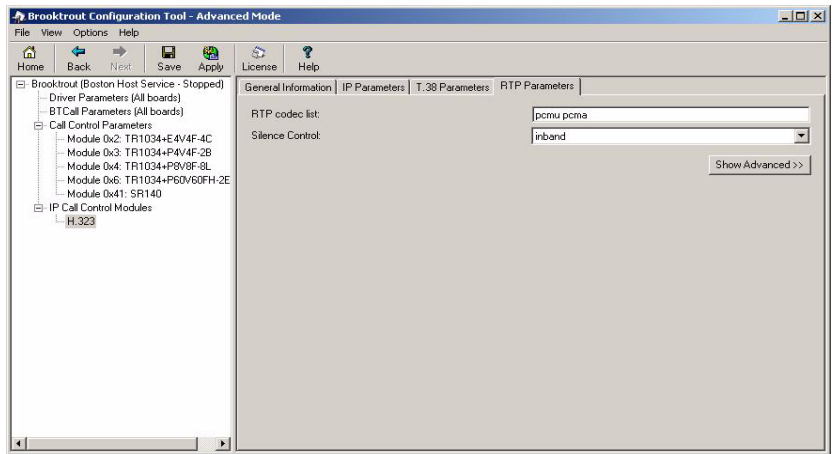 Brooktrout Configuration Tool - Advanced Mode
File View Options Help
Home Back Next Save Apply License Help
Brooktrout (Boston Host Service - Stopped)
Driver Parameters (All boards)
BTCall Parameters (All boards)
Call Control Parameters
Module 0x2: TR1034+E4V4F-4C
Module 0x3: TR1034+P4V4F-2B
Module 0x4: TR1034+P8V8F-8L
Module 0x6: TR1034+P60V60FH-2E
Module 0x41: SR140
IP Call Control Modules
H.323
General Information IP Parameters T.38 Parameters RTP Parameters
RTP codec list: pcmu pcma
Silence Control: inband
Show Advanced >>